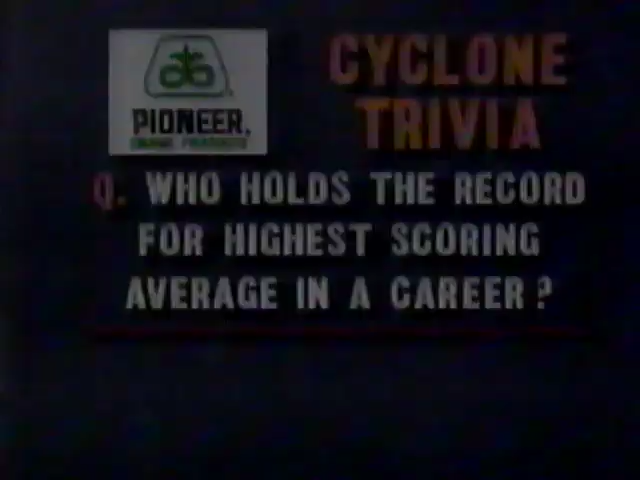 CYCLONE
TRIVIA
PIONEER.
Q. WHO HOLDS THE RECORD
FOR HIGHEST SCORING
AVERAGE IN A CAREER?